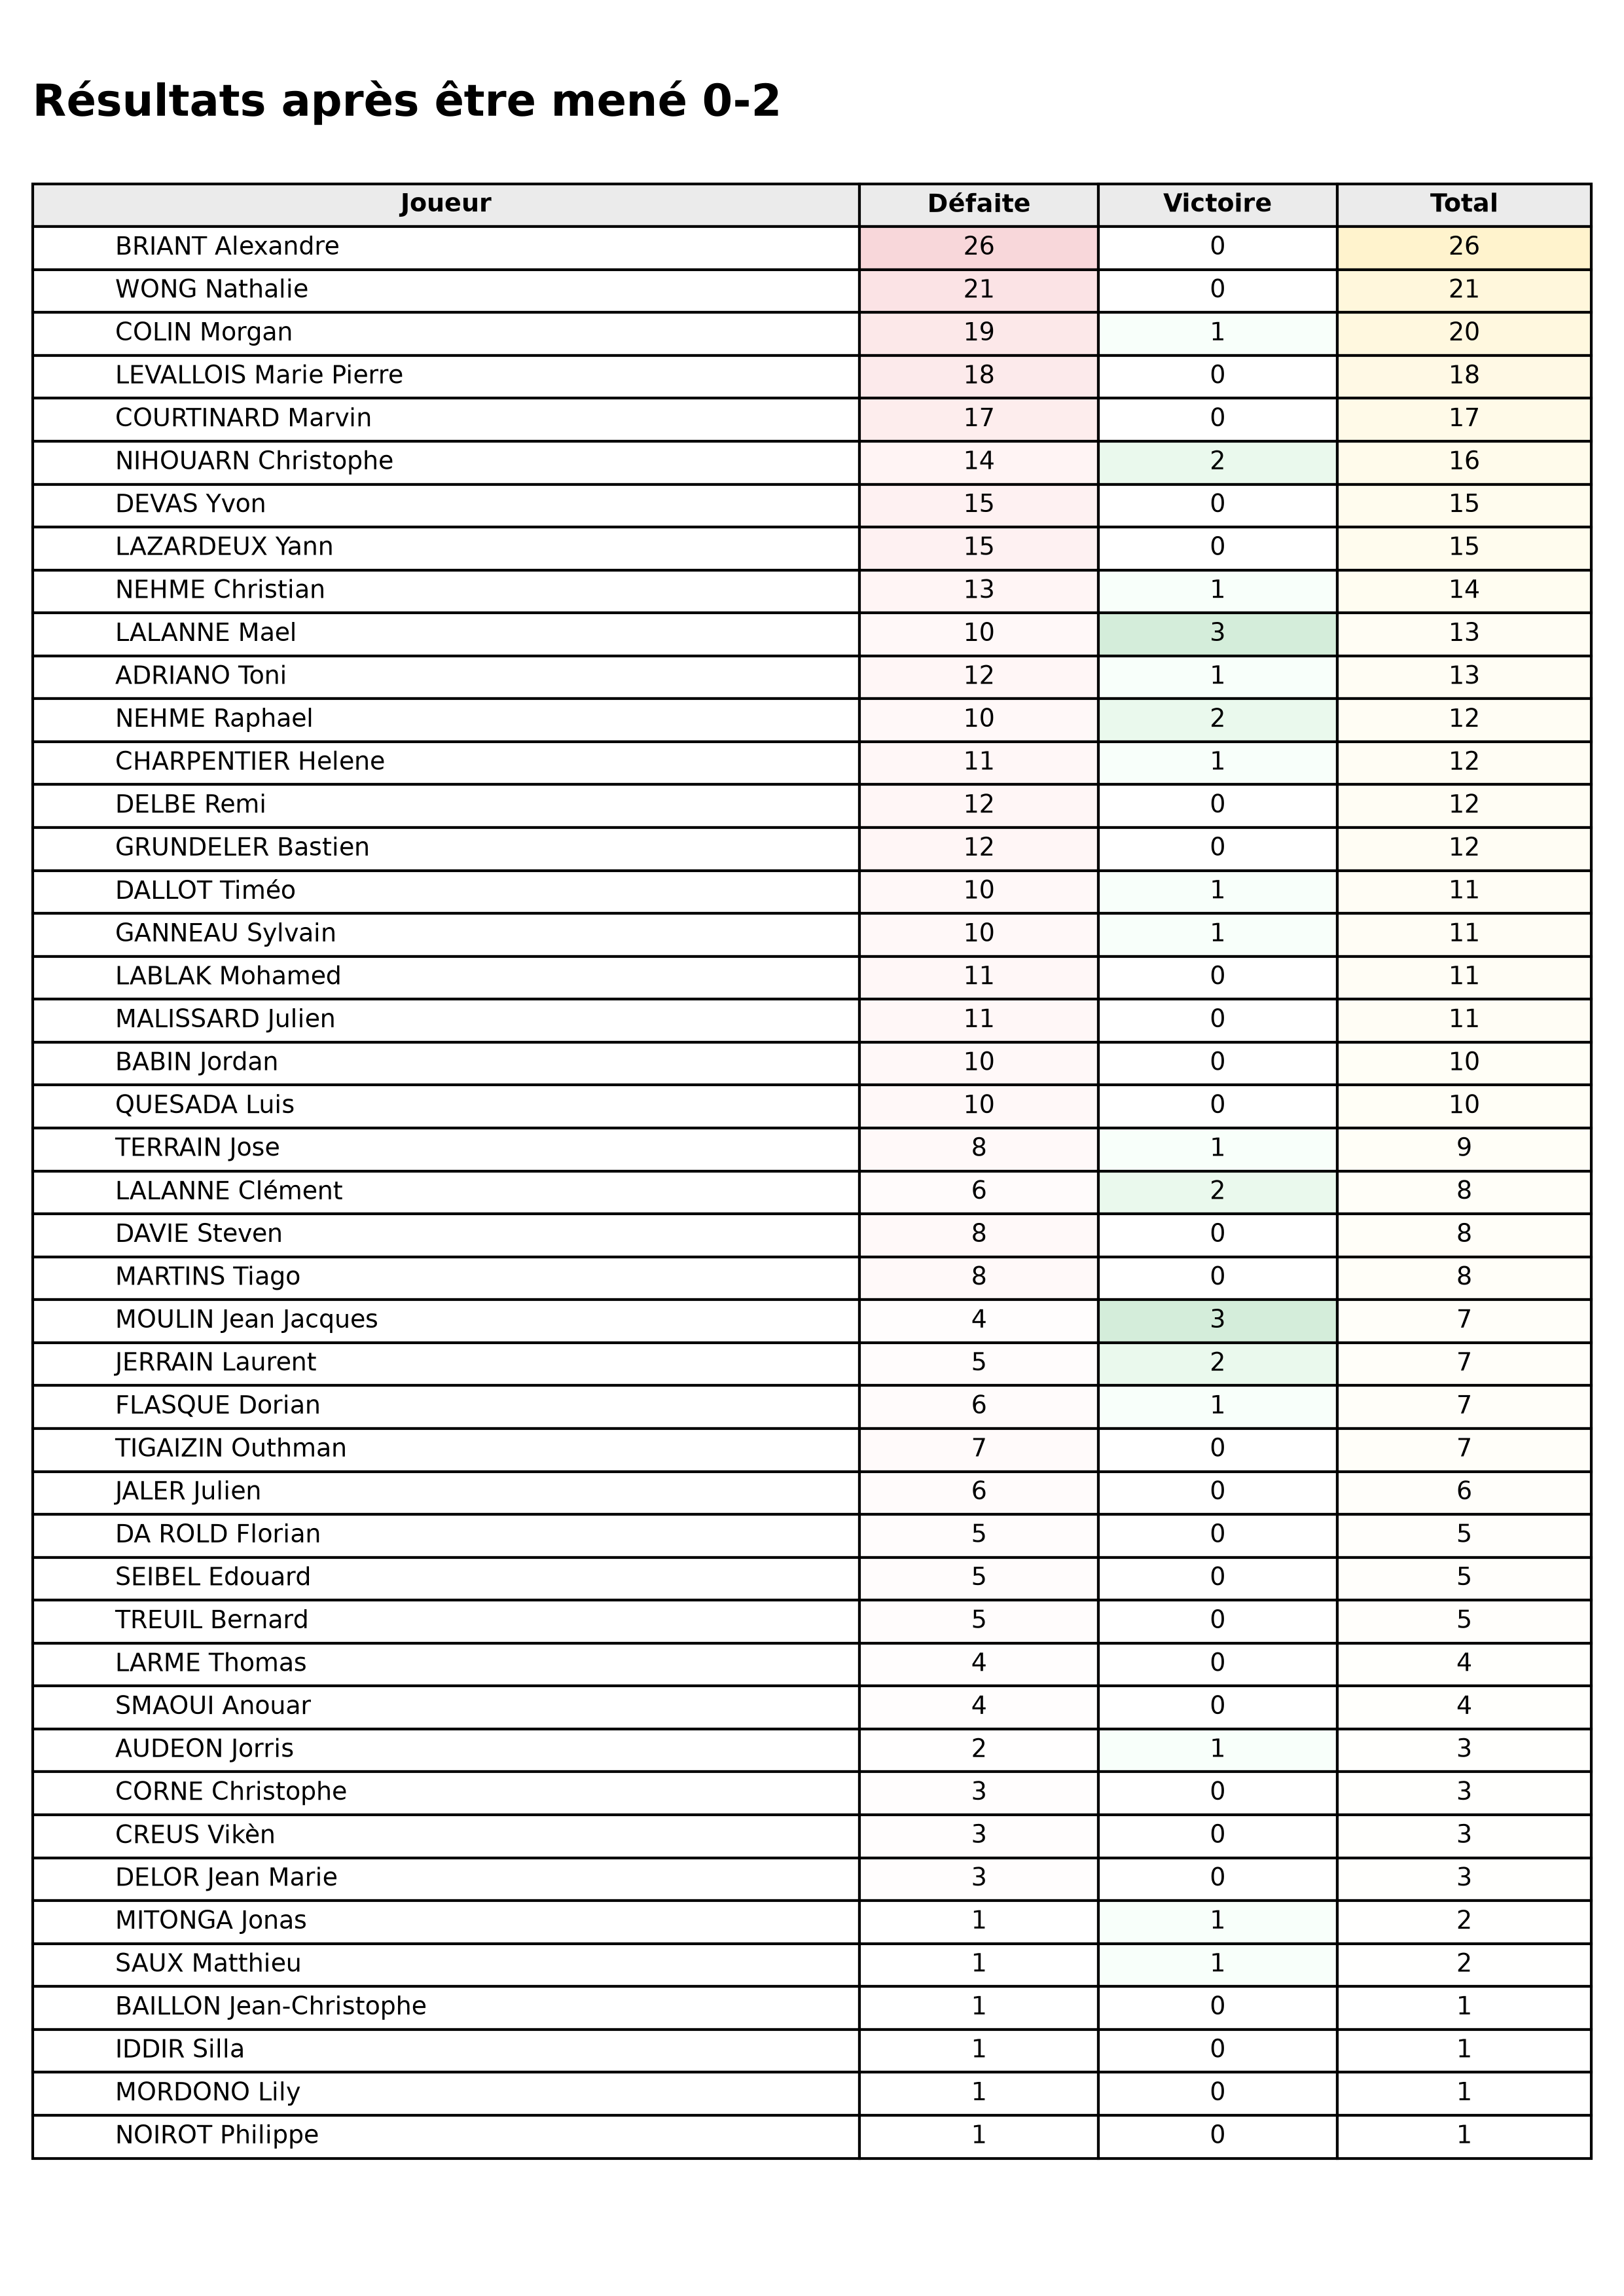 Résultats après être mené 0-2
Joueur Défaite Victoire Total
BRIANT Alexandre 26 0 26
WONG Nathalie 21 0 21
COLIN Morgan 19 1 20
LEVALLOIS Marie Pierre 18 0 18
COURTINARD Marvin 17 0 17
NIHOUARN Christophe 14 2 16
DEVAS Yvon 15 0 15
LAZARDEUX Yann 15 0 15
NEHME Christian 13 1 14
LALANNE Mael 10 3 13
ADRIANO Toni 12 1 13
NEHME Raphael 10 2 12
CHARPENTIER Helene 11 1 12
DELBE Remi 12 0 12
GRUNDELER Bastien 12 0 12
DALLOT Timéo 10 1 11
GANNEAU Sylvain 10 1 11
LABLAK Mohamed 11 0 11
MALISSARD Julien 11 0 11
BABIN Jordan 10 0 10
QUESADA Luis 10 0 10
TERRAIN Jose 8 1 9
LALANNE Clément 6 2 8
DAVIE Steven 8 0 8
MARTINS Tiago 8 0 8
MOULIN Jean Jacques 4 3 7
JERRAIN Laurent 5 2 7
FLASQUE Dorian 6 1 7
TIGAIZIN Outhman 7 0 7
JALER Julien 6 0 6
DA ROLD Florian 5 0 5
SEIBEL Edouard 5 0 5
TREUIL Bernard 5 0 5
LARME Thomas 4 0 4
SMAOUI Anouar 4 0 4
AUDEON Jorris 2 1 3
CORNE Christophe 3 0 3
CREUS Vikèn 3 0 3
DELOR Jean Marie 3 0 3
MITONGA Jonas 1 1 2
SAUX Matthieu 1 1 2
BAILLON Jean-Christophe 1 0 1
IDDIR Silla 1 0 1
MORDONO Lily 1 0 1
NOIROT Philippe 1 0 1